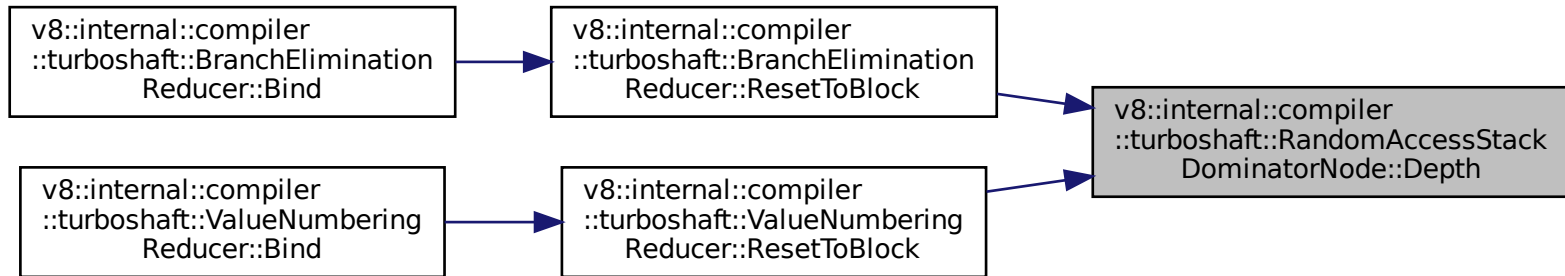 v8::internal::compiler
::turboshaft::BranchElimination
Reducer::Bind
v8::internal::compiler
::turboshaft::BranchElimination
Reducer::ResetToBlock
v8::internal::compiler
::turboshaft::RandomAccessStack
DominatorNode::Depth
v8::internal::compiler
::turboshaft::ValueNumbering
Reducer::Bind
v8::internal::compiler
::turboshaft::ValueNumbering
Reducer::ResetToBlock